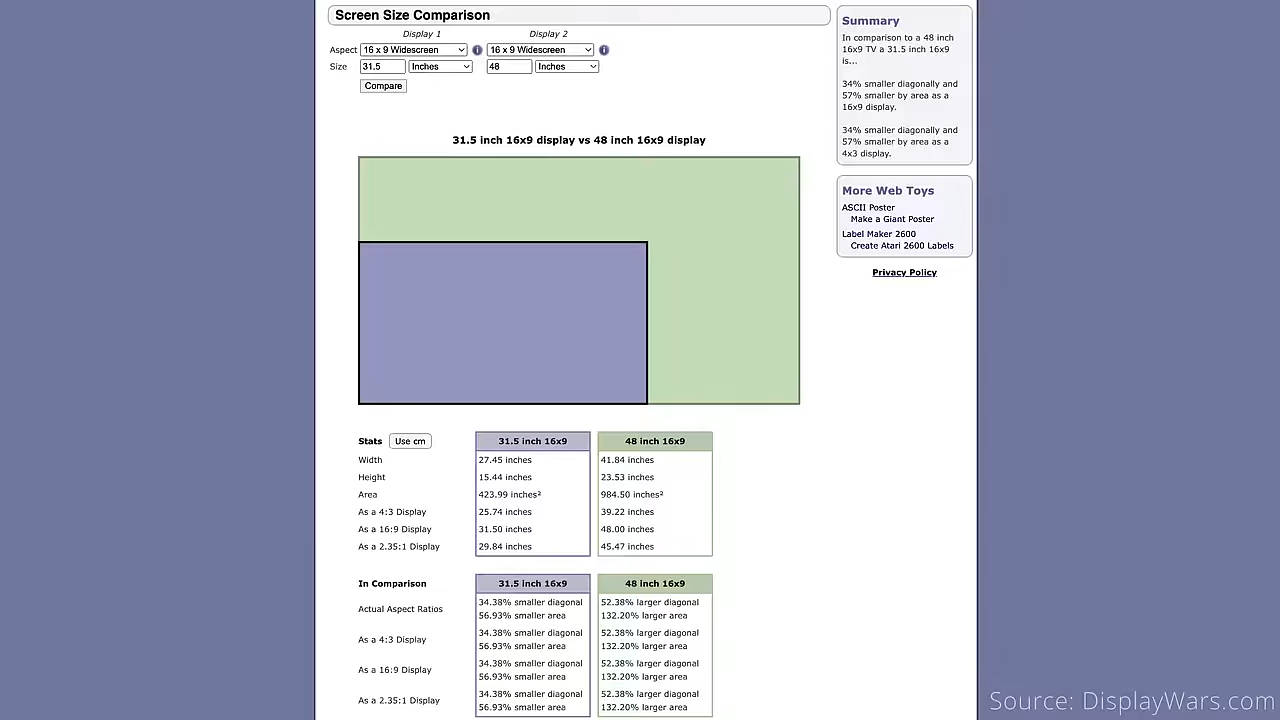 Screen Size Comparison
Display 1 Display 2
Aspect 16 x 9 Widescreen i 16 x 9 Widescreen i
Size 31.5 Inches 48 Inches
Compare
31.5 inch 16x9 display vs 48 inch 16x9 display
Stats Use cm 31.5 inch 16x9 48 inch 16x9
Width 27.45 inches 41.84 inches
Height 15.44 inches 23.53 inches
Area 423.99 inches² 984.50 inches²
As a 4:3 Display 25.74 inches 39.22 inches
As a 16:9 Display 31.50 inches 48.00 inches
As a 2.35:1 Display 29.84 inches 45.47 inches
In Comparison 31.5 inch 16x9 48 inch 16x9
Actual Aspect Ratios
34.38% smaller diagonal 52.38% larger diagonal
56.93% smaller area 132.20% larger area
As a 4:3 Display
34.38% smaller diagonal 52.38% larger diagonal
56.93% smaller area 132.20% larger area
As a 16:9 Display
34.38% smaller diagonal 52.38% larger diagonal
56.93% smaller area 132.20% larger area
As a 2.35:1 Display
34.38% smaller diagonal 52.38% larger diagonal
56.93% smaller area 132.20% larger area
Summary
In comparison to a 48 inch
16x9 TV a 31.5 inch 16x9
is...
34% smaller diagonally and
57% smaller by area as a
16x9 display.
34% smaller diagonally and
57% smaller by area as a
4x3 display.
More Web Toys
ASCII Poster
Make a Giant Poster
Label Maker 2600
Create Atari 2600 Labels
Privacy Policy
Source: DisplayWars.com